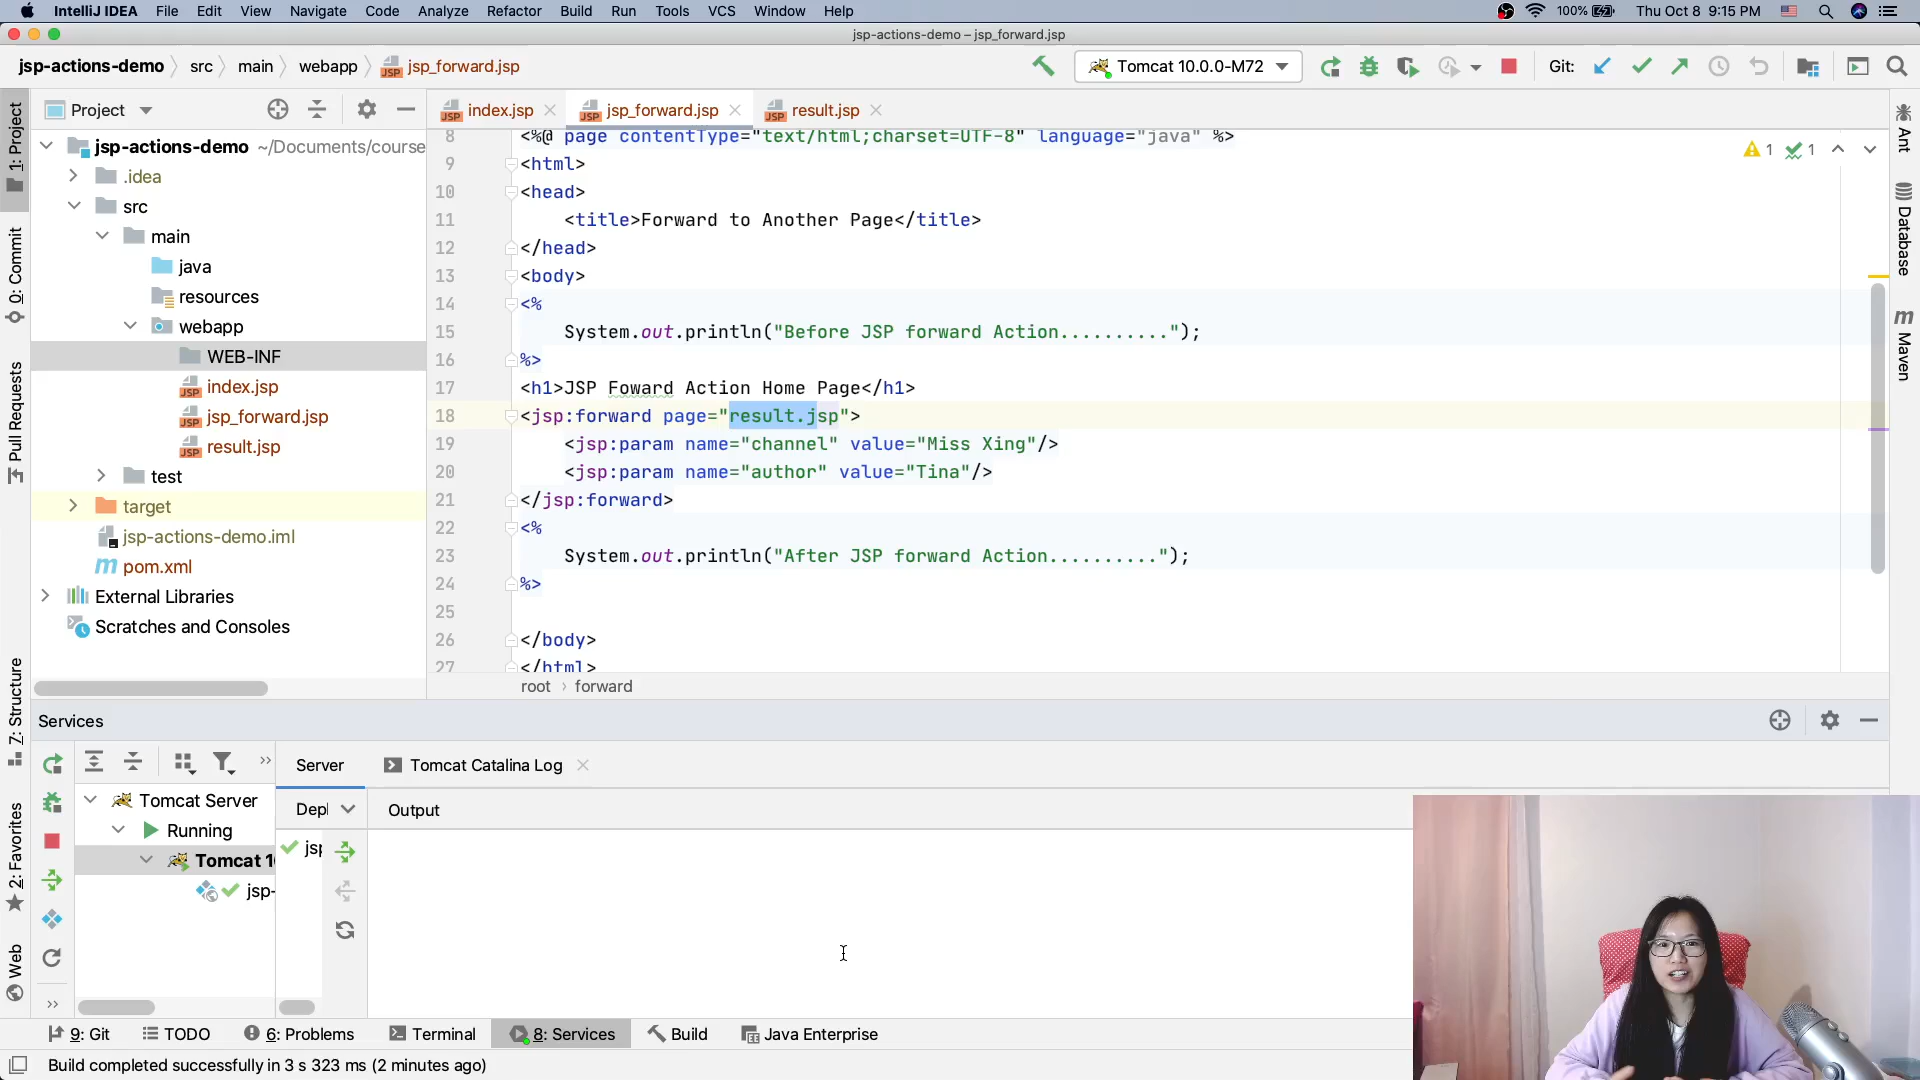 IntelliJ IDEA File Edit View Navigate Code Analyze Refactor Build Run Tools VCS Window Help 100% Thu Oct 8 9:15 PM
jsp-actions-demo – jsp_forward.jsp
jsp-actions-demo src main webapp jsp_forward.jsp Tomcat 10.0.0-M72 Git:
Project index.jsp jsp_forward.jsp result.jsp
1: Project
0: Commit
Pull Requests
Z: Structure
2: Favorites
Web
jsp-actions-demo ~/Documents/course
.idea
src
main
java
resources
webapp
WEB-INF
index.jsp
jsp_forward.jsp
result.jsp
test
target
jsp-actions-demo.iml
pom.xml
External Libraries
Scratches and Consoles
8 <%@ page contentType="text/html;charset=UTF-8" language="java" %>
9 <html>
10 <head>
11 <title>Forward to Another Page</title>
12 </head>
13 <body>
14 <%
15 System.out.println("Before JSP forward Action..........");
16 %>
17 <h1>JSP Foward Action Home Page</h1>
18 <jsp:forward page="result.jsp">
19 <jsp:param name="channel" value="Miss Xing"/>
20 <jsp:param name="author" value="Tina"/>
21 </jsp:forward>
22 <%
23 System.out.println("After JSP forward Action..........");
24 %>
25
26 </body>
27 </html>
1 1
root › forward
Ant
Database
Maven
Services
Server Tomcat Catalina Log
Tomcat Server
Running
Tomcat 1
jsp-
Depl Output
jsp
9: Git TODO 6: Problems Terminal 8: Services Build Java Enterprise
Build completed successfully in 3 s 323 ms (2 minutes ago)